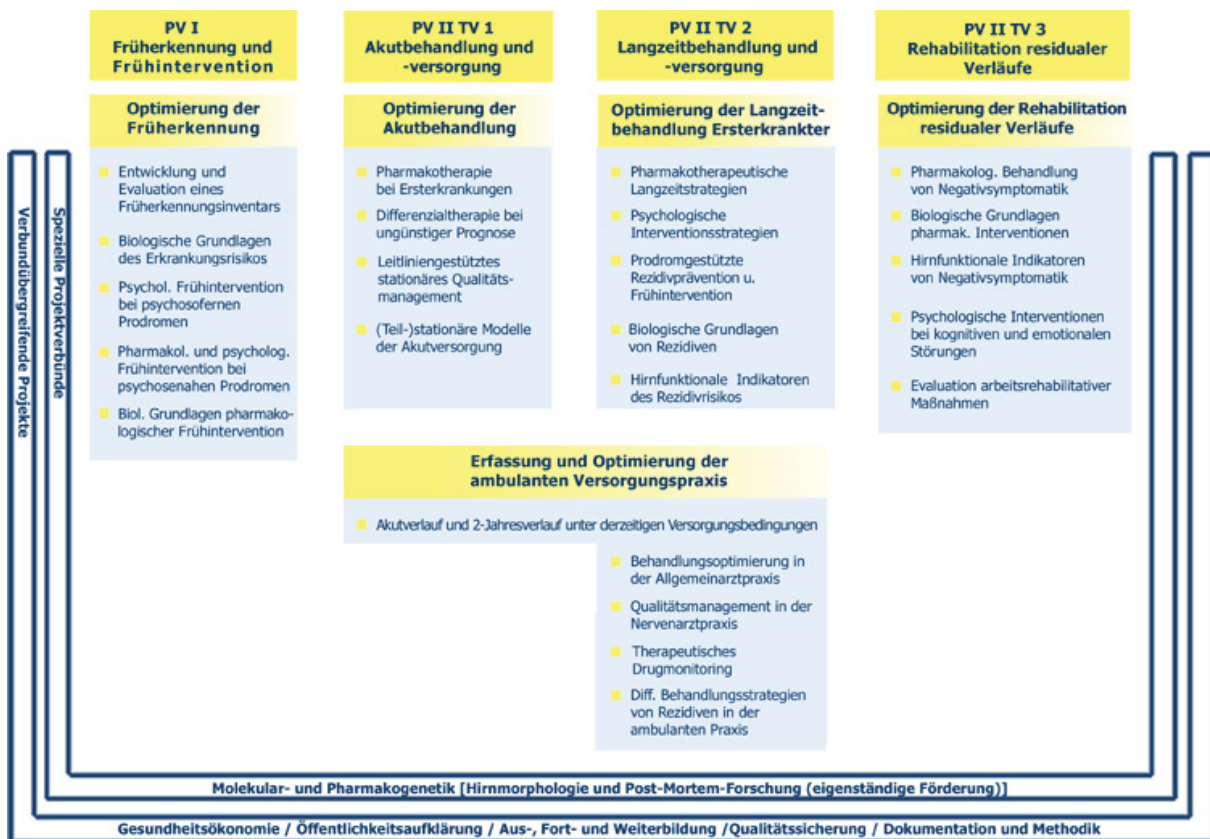 PV I
Früherkennung und
Frühintervention
Optimierung der
Früherkennung
Entwicklung und
Evaluation eines
Früherkennungsinventars
Biologische Grundlagen
des Erkrankungsrisikos
Psychol. Frühintervention
bei psychosofernen
Prodromen
Pharmakol. und psycholog.
Frühintervention bei
psychosenahen Prodromen
Biol. Grundlagen pharmako-
logischer Frühintervention
PV II TV 1
Akutbehandlung und
-versorgung
Optimierung der
Akutbehandlung
Pharmakotherapie
bei Ersterkrankungen
Differenzialtherapie bei
ungünstiger Prognose
Leitliniengestütztes
stationäres Qualitäts-
management
(Teil-)stationäre Modelle
der Akutversorgung
PV II TV 2
Langzeitbehandlung und
-versorgung
Optimierung der Langzeit-
behandlung Ersterkrankter
Pharmakotherapeutische
Langzeitstrategien
Psychologische
Interventionsstrategien
Prodromgestützte
Rezidivprävention u.
Frühintervention
Biologische Grundlagen
von Rezidiven
Hirnfunktionale Indikatoren
des Rezidivrisikos
PV II TV 3
Rehabilitation residualer
Verläufe
Optimierung der Rehabilitation
residualer Verläufe
Pharmakolog. Behandlung
von Negativsymptomatik
Biologische Grundlagen
pharmak. Interventionen
Hirnfunktionale Indikatoren
von Negativsymptomatik
Psychologische Interventionen
bei kognitiven und emotionalen
Störungen
Evaluation arbeitsrehabilitativer
Maßnahmen
Erfassung und Optimierung der
ambulanten Versorgungspraxis
Akutverlauf und 2-Jahresverlauf unter derzeitigen Versorgungsbedingungen
Behandlungsoptimierung in
der Allgemeinarztpraxis
Qualitätsmanagement in der
Nervenarztpraxis
Therapeutisches
Drugmonitoring
Diff. Behandlungsstrategien
von Rezidiven in der
ambulanten Praxis
Verbundübergreifende Projekte
Spezielle Projektverbünde
Molekular- und Pharmakogenetik [Hirnmorphologie und Post-Mortem-Forschung (eigenständige Förderung)]
Gesundheitsökonomie / Öffentlichkeitsaufklärung / Aus-, Fort- und Weiterbildung /Qualitätssicherung / Dokumentation und Methodik